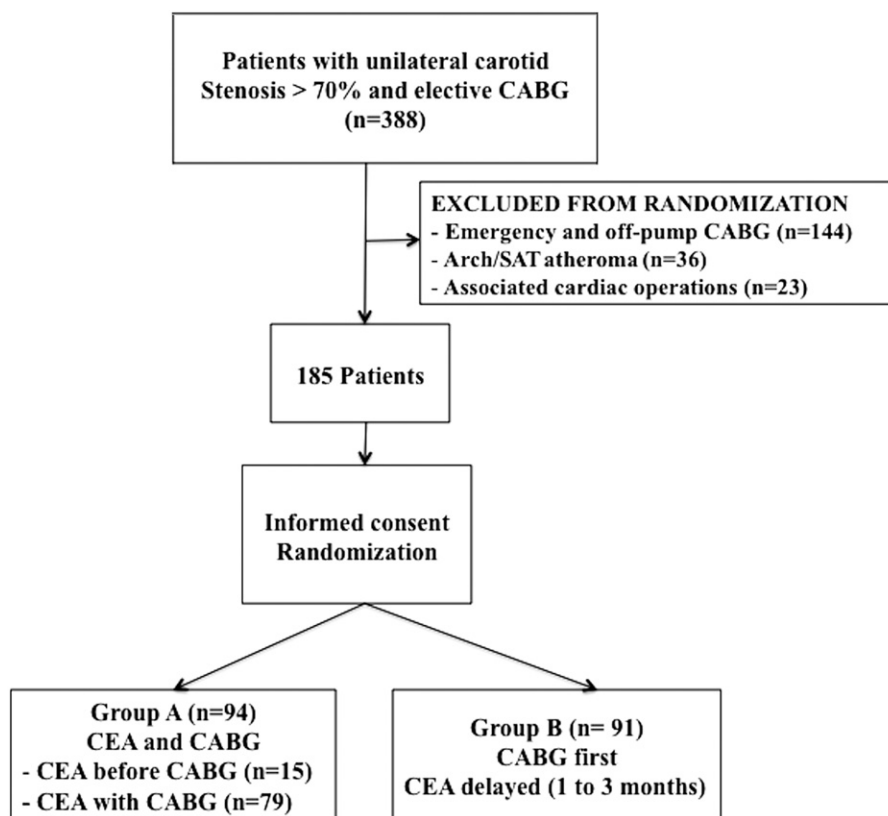 Patients with unilateral carotid
Stenosis > 70% and elective CABG
(n=388)
EXCLUDED FROM RANDOMIZATION
- Emergency and off-pump CABG (n=144)
- Arch/SAT atheroma (n=36)
- Associated cardiac operations (n=23)
185 Patients
Informed consent
Randomization
Group A (n=94)
CEA and CABG
- CEA before CABG (n=15)
- CEA with CABG (n=79)
Group B (n= 91)
CABG first
CEA delayed (1 to 3 months)